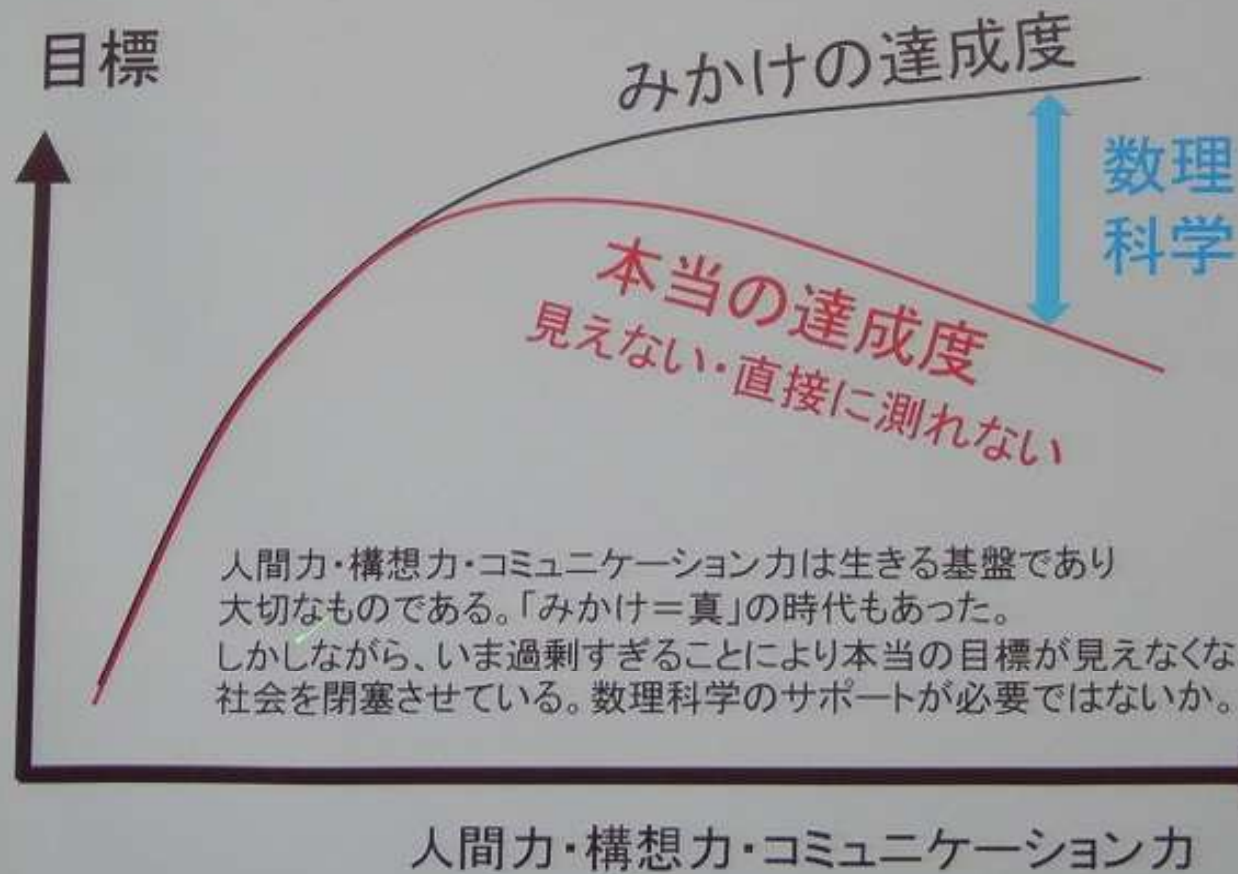 目標
みかけの達成度
数理
科学
本当の達成度
見えない・直接に測れない
人間力・構想力・コミュニケーション力は生きる基盤であり
大切なものである。「みかけ＝真」の時代もあった。
しかしながら、いま過剰すぎることにより本当の目標が見えなくな
社会を閉塞させている。数理科学のサポートが必要ではないか。
人間力・構想力・コミュニケーション力